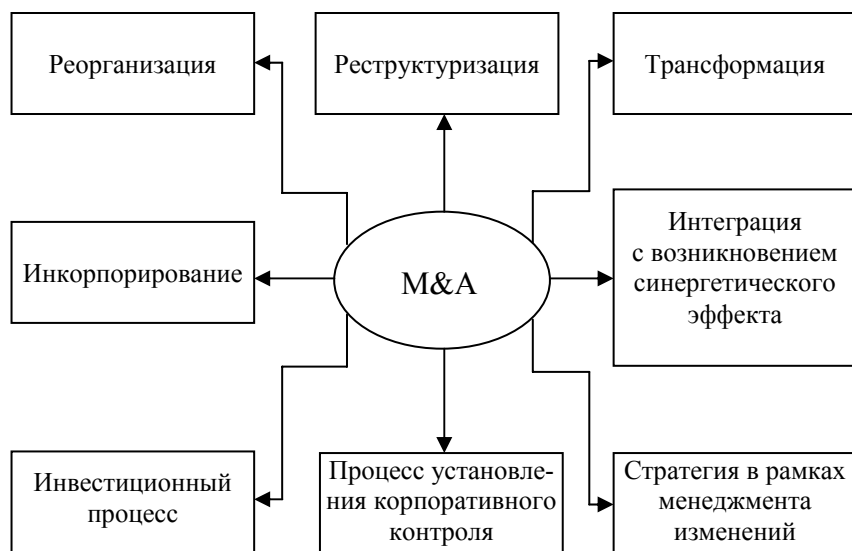 Реорганизация
Реструктуризация
Трансформация
Инкорпорирование
M&A
Интеграция
с возникновением
синергетического
эффекта
Инвестиционный
процесс
Процесс установле-
ния корпоративного
контроля
Стратегия в рамках
менеджмента
изменений